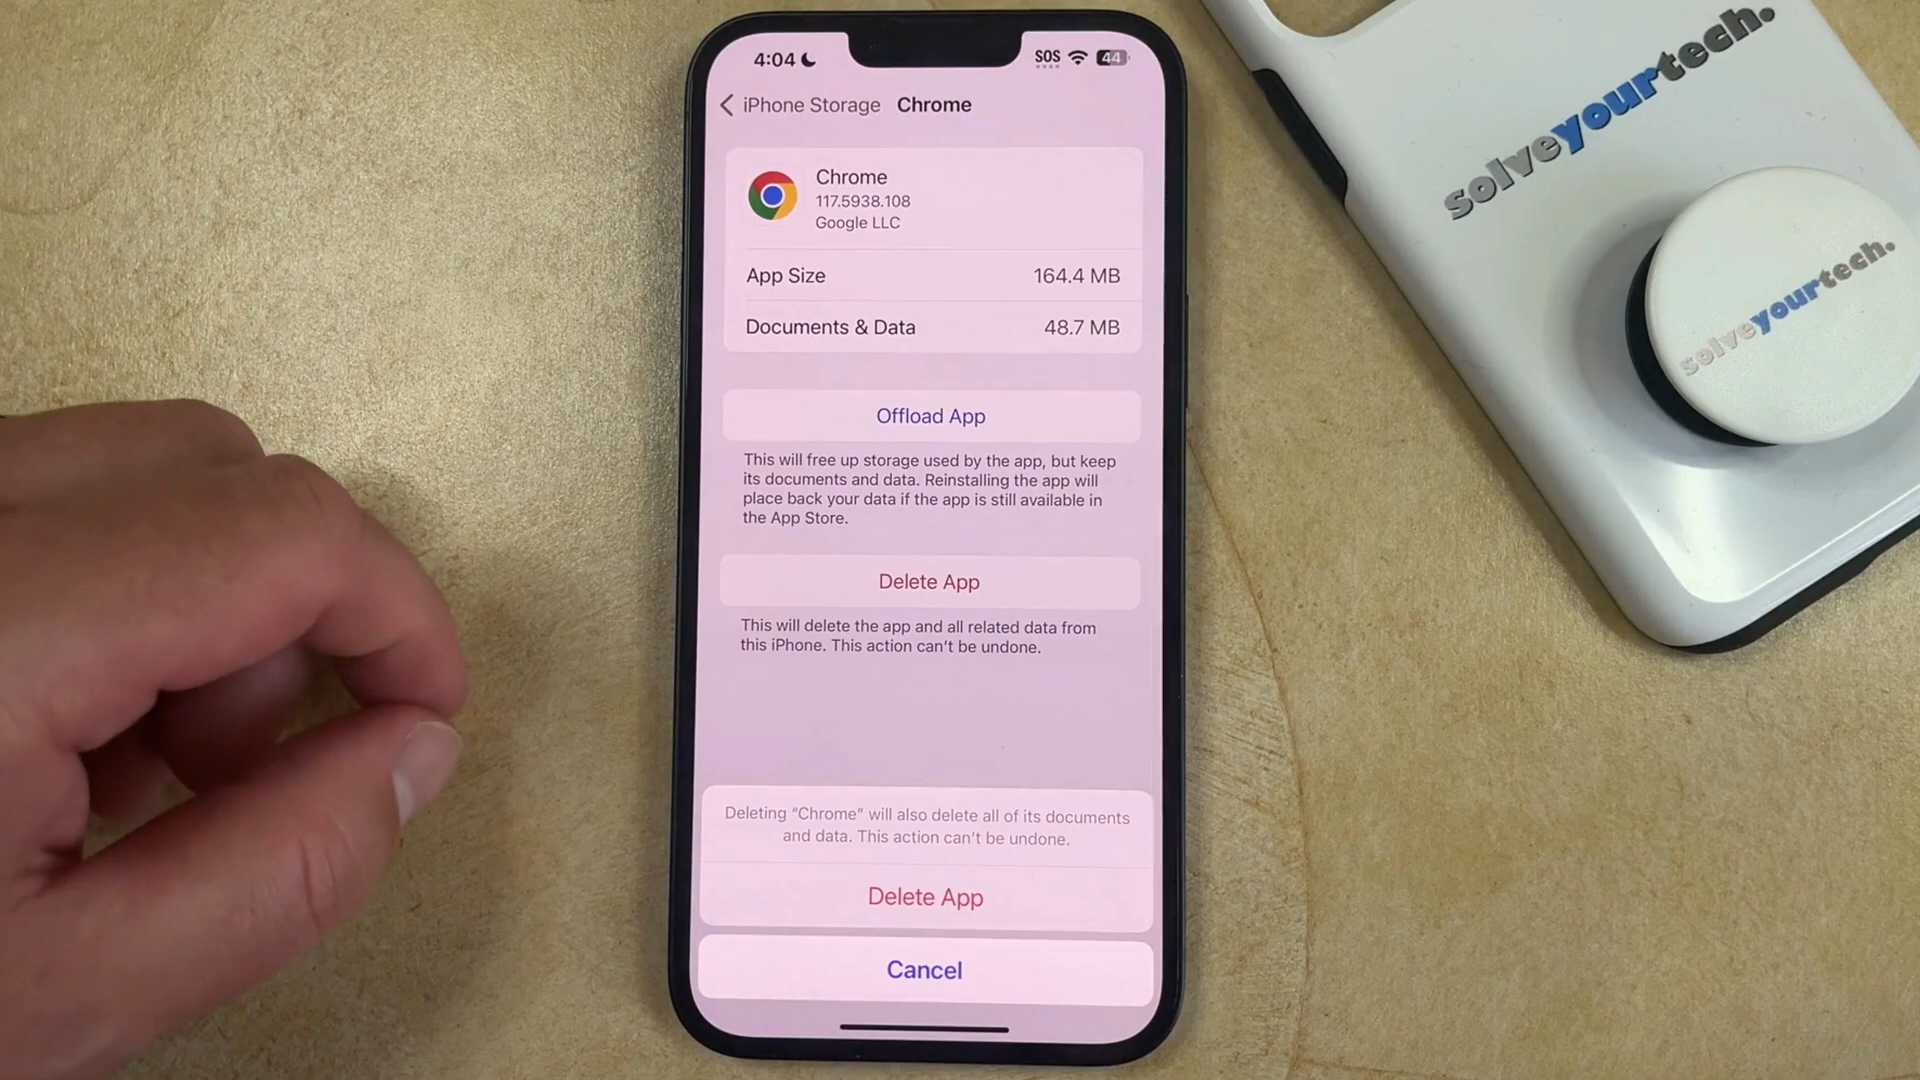 4:04
SOS
44
iPhone Storage Chrome
Chrome
117.5938.108
Google LLC
App Size 164.4 MB
Documents & Data 48.7 MB
Offload App
This will free up storage used by the app, but keep
its documents and data. Reinstalling the app will
place back your data if the app is still available in
the App Store.
Delete App
This will delete the app and all related data from
this iPhone. This action can't be undone.
Deleting “Chrome” will also delete all of its documents
and data. This action can't be undone.
Delete App
Cancel
solveyourtech.
solveyourtech.